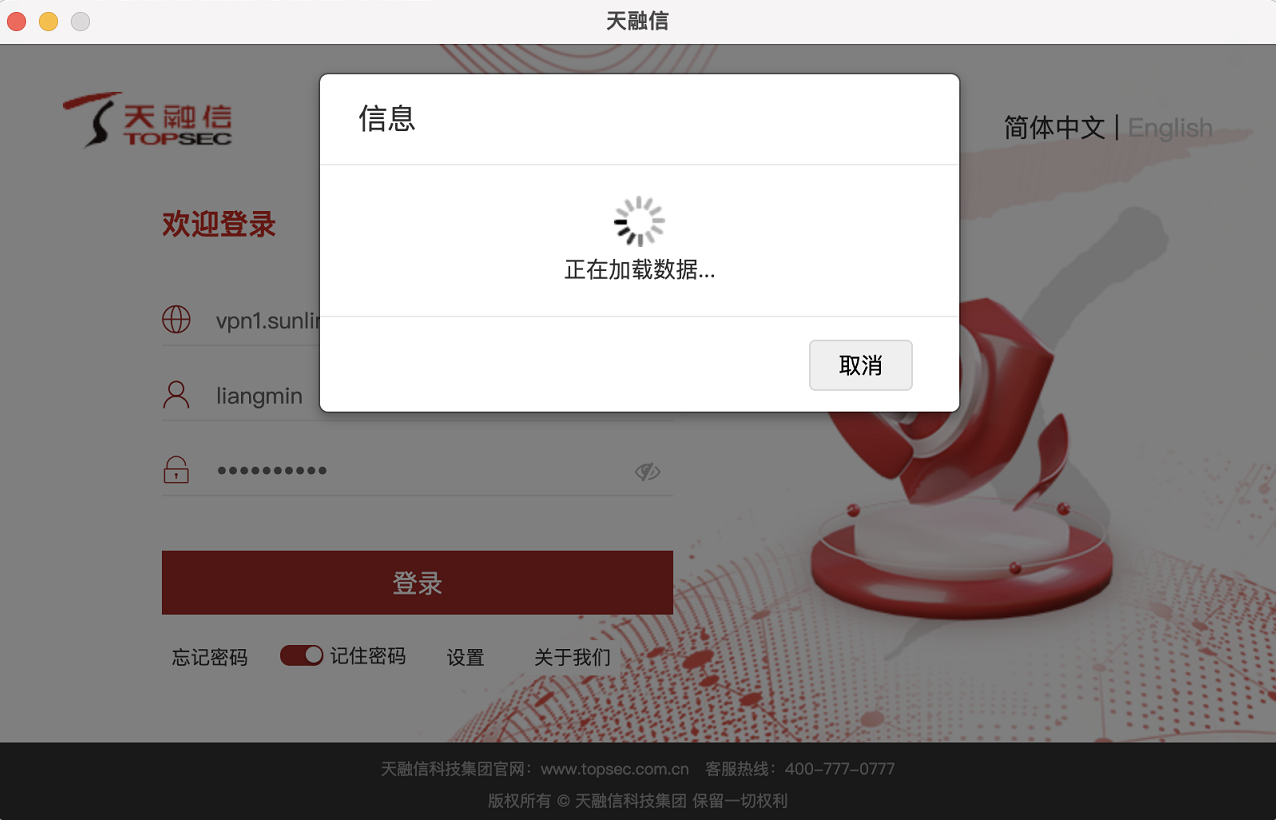 天融信
天融信
TOPSEC
信息
简体中文 | English
欢迎登录
正在加载数据...
vpn1.sunlin
取消
liangmin
••••••••••
登录
忘记密码 记住密码 设置 关于我们
天融信科技集团官网：www.topsec.com.cn 客服热线：400-777-0777
版权所有 © 天融信科技集团 保留一切权利